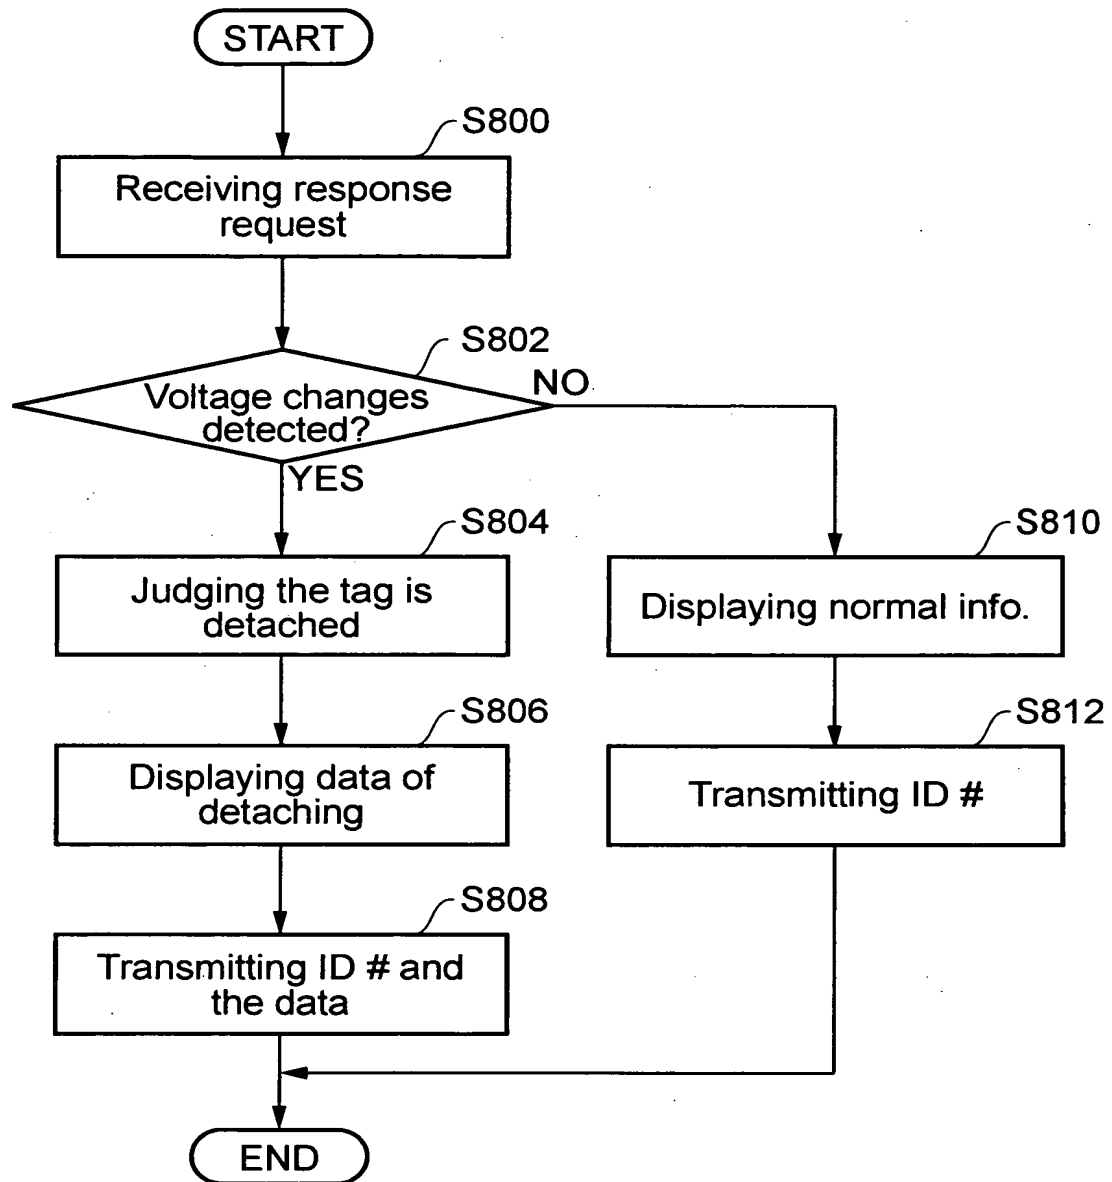 START
S800
Receiving response
request
S802
Voltage changes
detected?
NO
YES
S804
Judging the tag is
detached
S810
Displaying normal info.
S806
Displaying data of
detaching
S812
Transmitting ID #
S808
Transmitting ID # and
the data
END